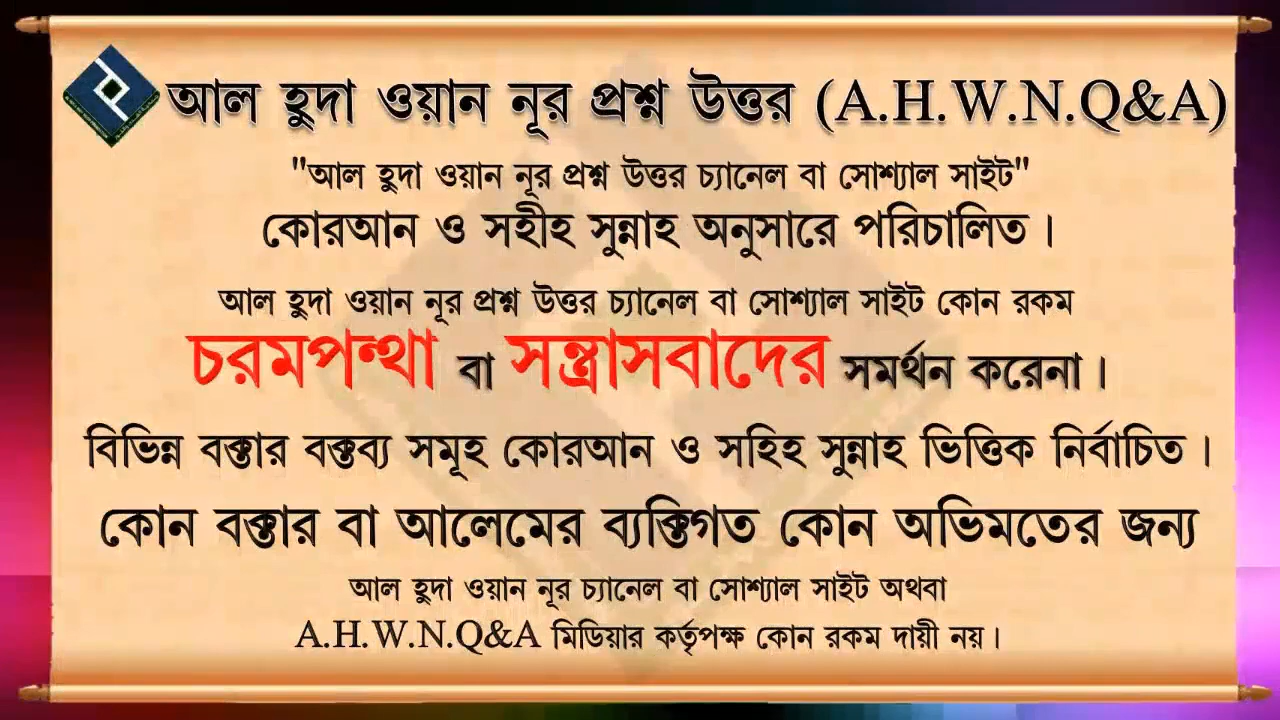 আল হুদা ওয়ান নূর প্রশ্ন উত্তর (A.H.W.N.Q&A)
"আল হুদা ওয়ান নূর প্রশ্ন উত্তর চ্যানেল বা সোশ্যাল সাইট"
কোরআন ও সহীহ সুন্নাহ অনুসারে পরিচালিত।
আল হুদা ওয়ান নূর প্রশ্ন উত্তর চ্যানেল বা সোশ্যাল সাইট কোন রকম
চরমপন্থা বা সন্ত্রাসবাদের সমর্থন করেনা।
বিভিন্ন বক্তার বক্তব্য সমূহ কোরআন ও সহিহ সুন্নাহ ভিত্তিক নির্বাচিত।
কোন বক্তার বা আলেমের ব্যক্তিগত কোন অভিমতের জন্য
আল হুদা ওয়ান নূর চ্যানেল বা সোশ্যাল সাইট অথবা
A.H.W.N.Q&A মিডিয়ার কর্তৃপক্ষ কোন রকম দায়ী নয়।